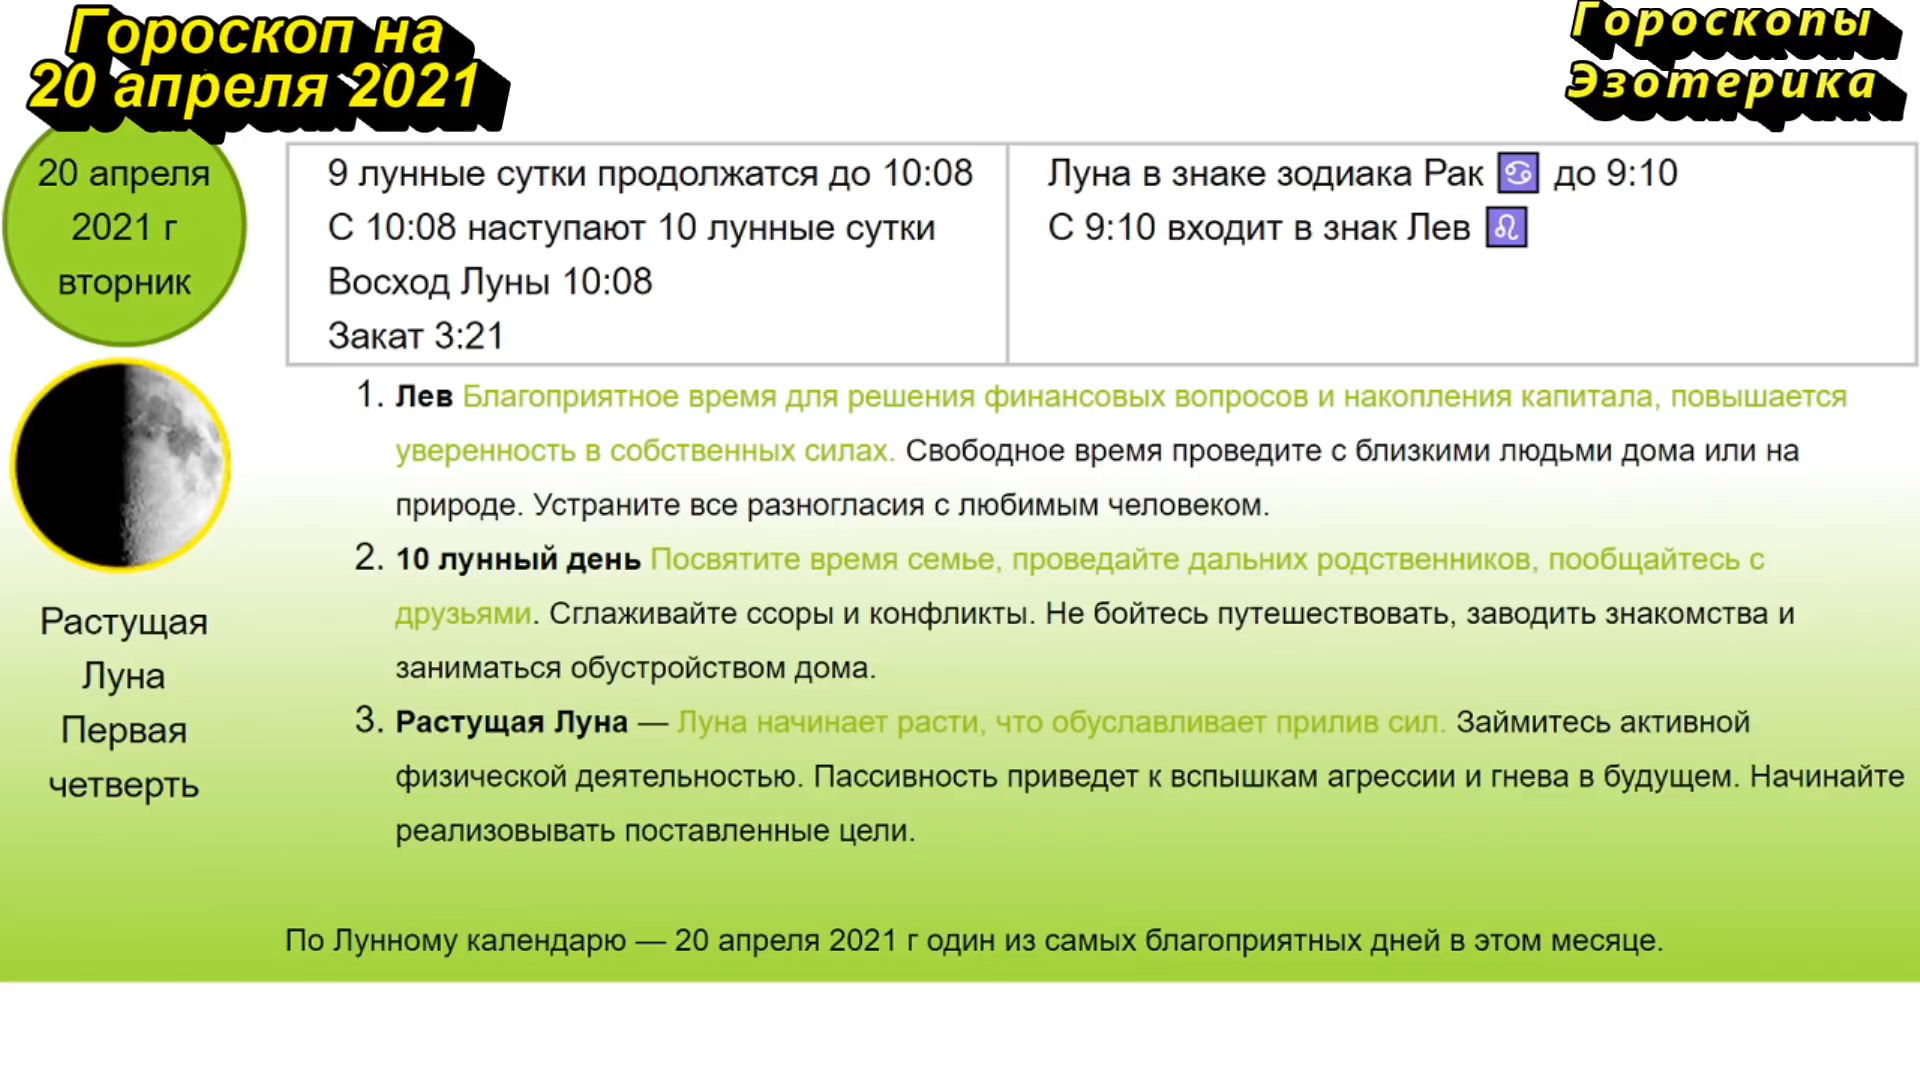 Гороскоп на
20 апреля 2021
Гороскопы
Эзотерика
20 апреля
2021 г
вторник
9 лунные сутки продолжатся до 10:08
С 10:08 наступают 10 лунные сутки
Восход Луны 10:08
Закат 3:21
Луна в знаке зодиака Рак ♋ до 9:10
С 9:10 входит в знак Лев ♌
Растущая
Луна
Первая
четверть
1. Лев Благоприятное время для решения финансовых вопросов и накопления капитала, повышается
уверенность в собственных силах. Свободное время проведите с близкими людьми дома или на
природе. Устраните все разногласия с любимым человеком.
2. 10 лунный день Посвятите время семье, проведайте дальних родственников, пообщайтесь с
друзьями. Сглаживайте ссоры и конфликты. Не бойтесь путешествовать, заводить знакомства и
заниматься обустройством дома.
3. Растущая Луна — Луна начинает расти, что обуславливает прилив сил. Займитесь активной
физической деятельностью. Пассивность приведет к вспышкам агрессии и гнева в будущем. Начинайте
реализовывать поставленные цели.
По Лунному календарю — 20 апреля 2021 г один из самых благоприятных дней в этом месяце.